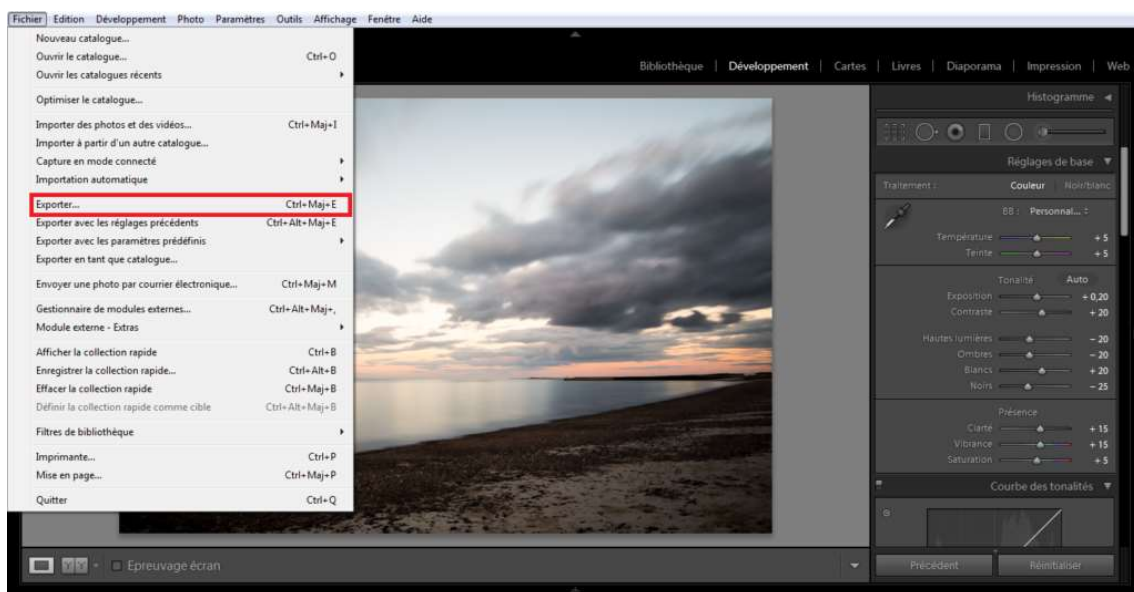 Fichier Edition Développement Photo Paramètres Outils Affichage Fenêtre Aide
Nouveau catalogue...
Ouvrir le catalogue... Ctrl+O
Ouvrir les catalogues récents
Optimiser le catalogue...
Importer des photos et des vidéos... Ctrl+Maj+I
Importer à partir d'un autre catalogue...
Capture en mode connecté
Importation automatique
Exporter... Ctrl+Maj+E
Exporter avec les réglages précédents Ctrl+Alt+Maj+E
Exporter avec les paramètres prédéfinis
Exporter en tant que catalogue...
Envoyer une photo par courrier électronique... Ctrl+Maj+M
Gestionnaire de modules externes... Ctrl+Alt+Maj+,
Module externe - Extras
Afficher la collection rapide Ctrl+B
Enregistrer la collection rapide... Ctrl+Alt+B
Effacer la collection rapide Ctrl+Maj+B
Définir la collection rapide comme cible Ctrl+Alt+Maj+B
Filtres de bibliothèque
Imprimante... Ctrl+P
Mise en page... Ctrl+Maj+P
Quitter Ctrl+Q
Bibliothèque | Développement | Cartes | Livres | Diaporama | Impression | Web
Histogramme
Réglages de base
Traitement : Couleur Noir/blanc
BB : Personnal...
Température +5
Teinte +5
Tonalité Auto
Exposition +0,20
Contraste +20
Hautes lumières -20
Ombres -20
Blancs +20
Noirs -25
Présence
Clarté +15
Vibrance +15
Saturation +5
Courbe des tonalités
Précédent Réinitialiser
YY Epreuvage écran